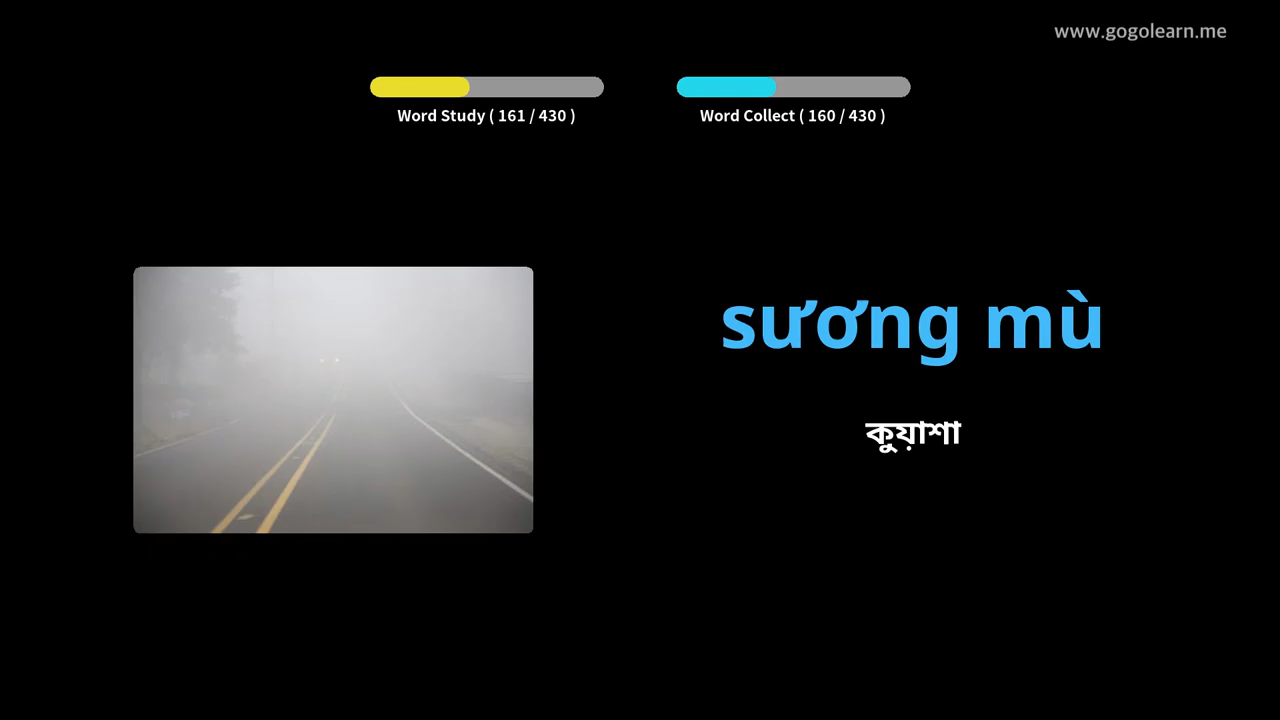 www.gogolearn.me
Word Study ( 161 / 430 )
Word Collect ( 160 / 430 )
sương mù
কুয়াশা